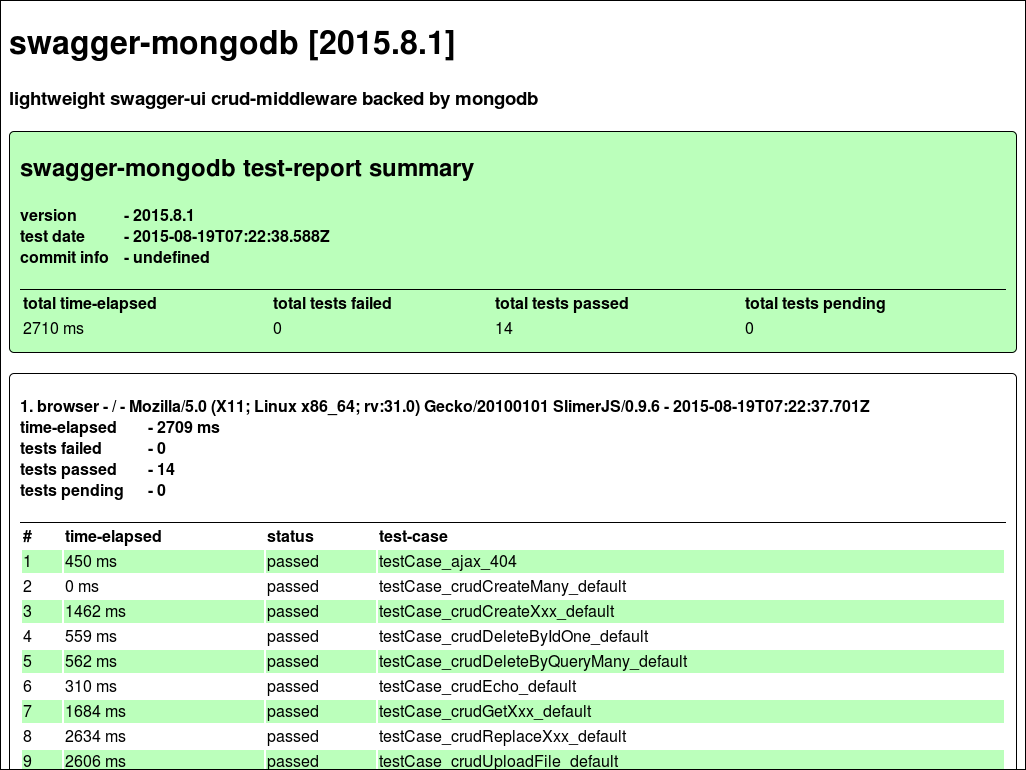 swagger-mongodb [2015.8.1]
lightweight swagger-ui crud-middleware backed by mongodb
swagger-mongodb test-report summary
version - 2015.8.1
test date - 2015-08-19T07:22:38.588Z
commit info - undefined
total time-elapsed total tests failed total tests passed total tests pending
2710 ms 0 14 0
1. browser - / - Mozilla/5.0 (X11; Linux x86_64; rv:31.0) Gecko/20100101 SlimerJS/0.9.6 - 2015-08-19T07:22:37.701Z
time-elapsed - 2709 ms
tests failed - 0
tests passed - 14
tests pending - 0
# time-elapsed status test-case
1 450 ms passed testCase_ajax_404
2 0 ms passed testCase_crudCreateMany_default
3 1462 ms passed testCase_crudCreateXxx_default
4 559 ms passed testCase_crudDeleteByIdOne_default
5 562 ms passed testCase_crudDeleteByQueryMany_default
6 310 ms passed testCase_crudEcho_default
7 1684 ms passed testCase_crudGetXxx_default
8 2634 ms passed testCase_crudReplaceXxx_default
9 2606 ms passed testCase_crudUploadFile_default